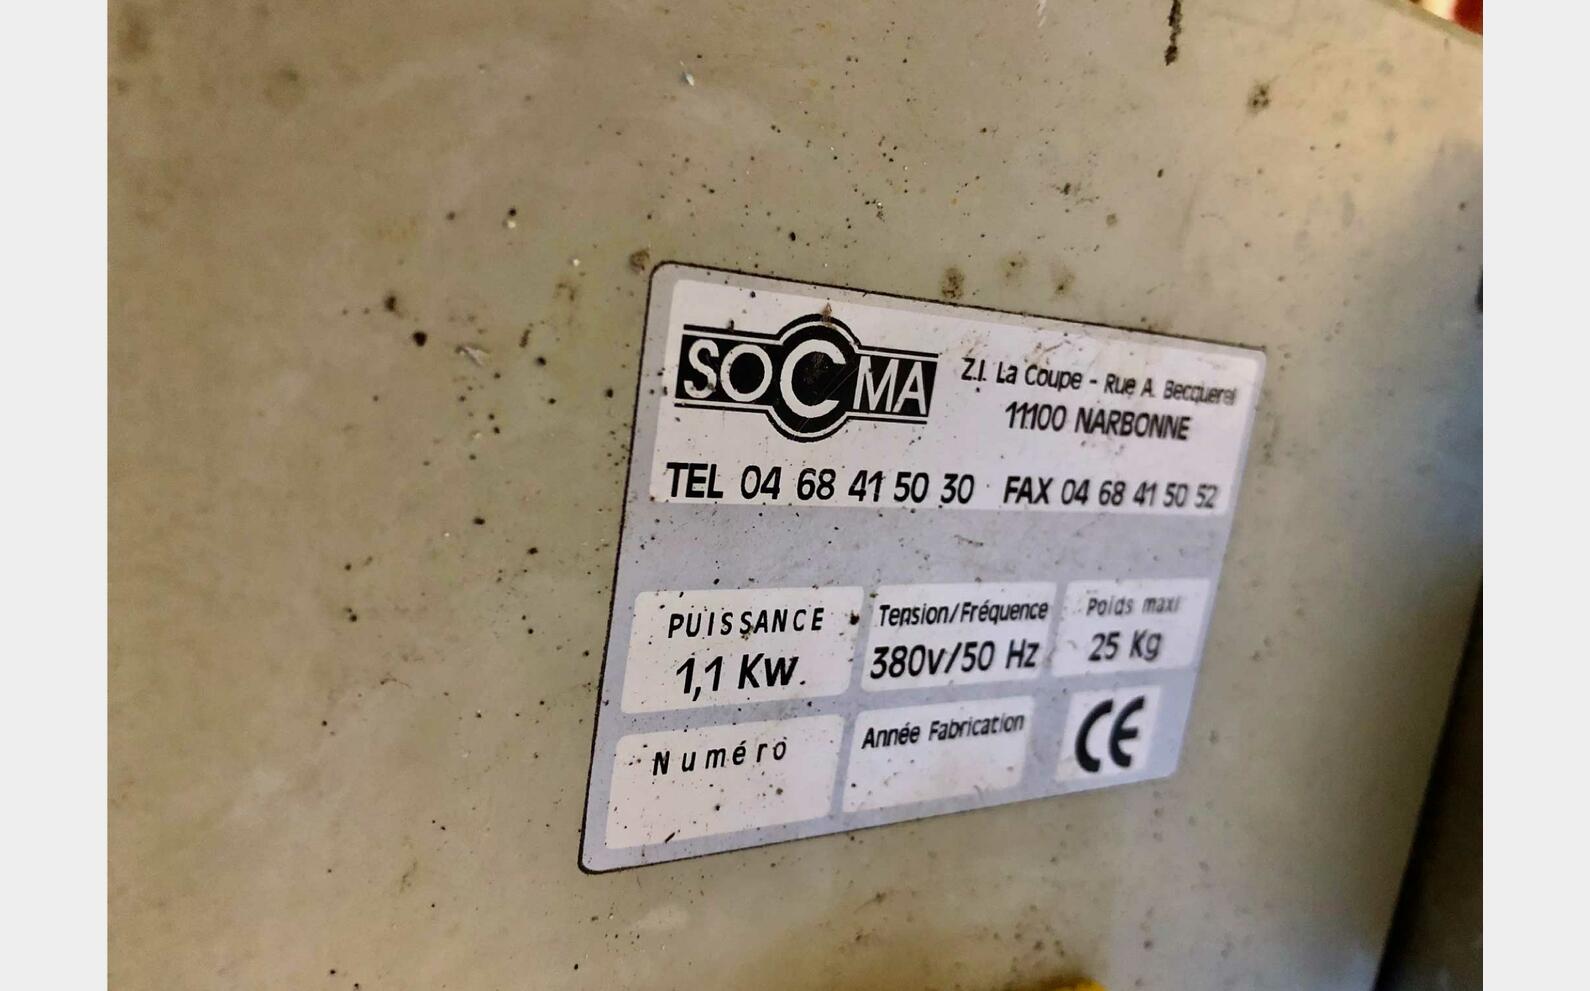 SOCMA
Z.I. La Coupe - Rue A. Becquerel
11100 NARBONNE
TEL 04 68 41 50 30 FAX 04 68 41 50 52
PUISSANCE
1,1 Kw.
Tension/Fréquence
380v/50 Hz
Poids maxi
25 Kg
Numéro
Année Fabrication
CE